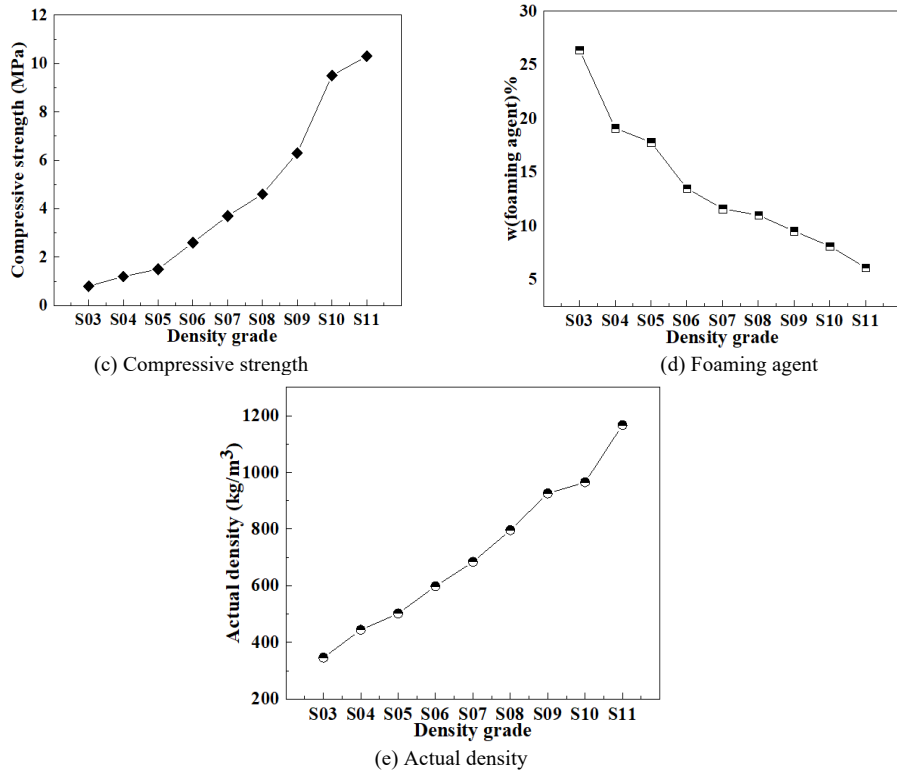 12
10
8
6
4
2
0
Compressive strength (MPa)
S03 S04 S05 S06 S07 S08 S09 S10 S11
Density grade
(c) Compressive strength
30
25
20
15
10
5
w(foaming agent)%
S03 S04 S05 S06 S07 S08 S09 S10 S11
Density grade
(d) Foaming agent
1200
1000
800
600
400
200
Actual density (kg/m³)
S03 S04 S05 S06 S07 S08 S09 S10 S11
Density grade
(e) Actual density